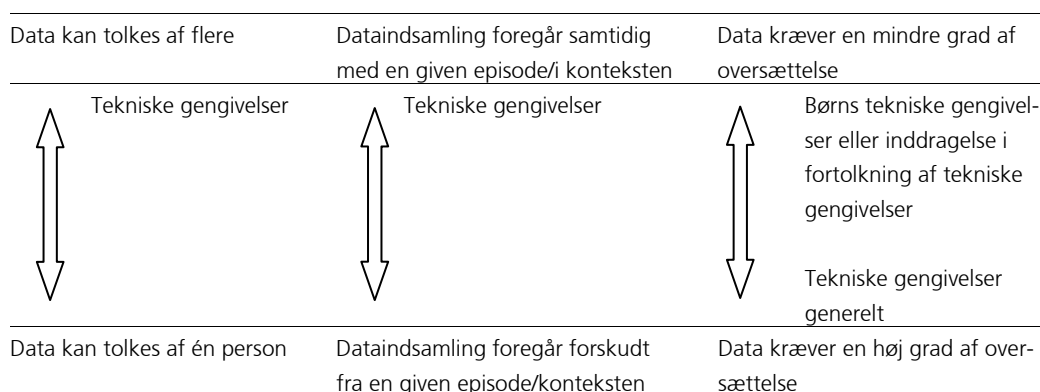 Data kan tolkes af flere
Dataindsamling foregår samtidig
med en given episode/i konteksten
Data kræver en mindre grad af
oversættelse
Tekniske gengivelser
Tekniske gengivelser
Børns tekniske gengivel-
ser eller inddragelse i
fortolkning af tekniske
gengivelser
Tekniske gengivelser
generelt
Data kan tolkes af én person
Dataindsamling foregår forskudt
fra en given episode/konteksten
Data kræver en høj grad af over-
sættelse